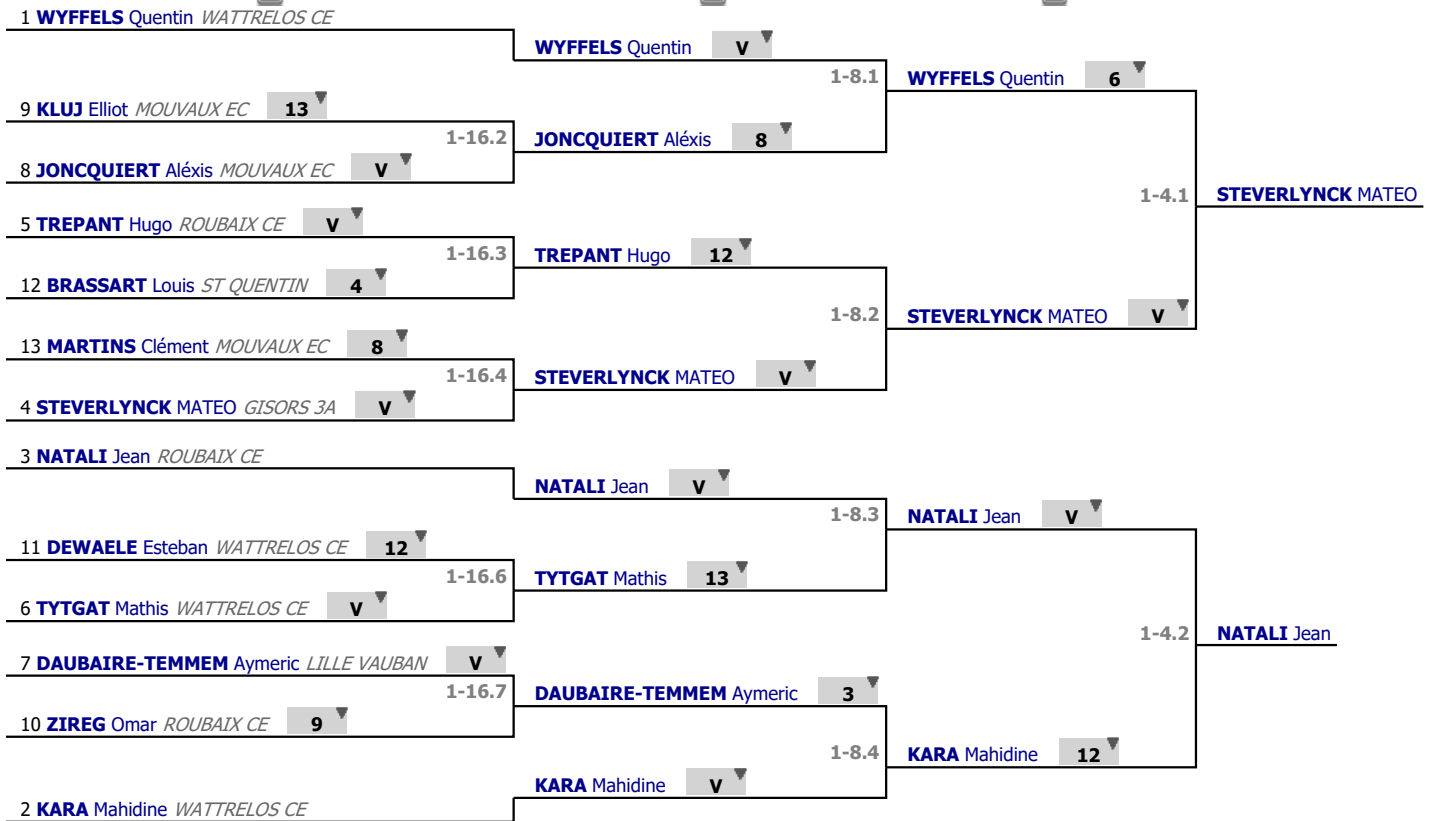 1 WYFFELS Quentin WATTRELOS CE
WYFFELS Quentin V
1-8.1
WYFFELS Quentin 6
9 KLUJ Elliot MOUVAUX EC 13
1-16.2
JONCQUIERT Aléxis 8
8 JONCQUIERT Aléxis MOUVAUX EC V
1-4.1
STEVERLYNCK MATEO
5 TREPANT Hugo ROUBAIX CE V
1-16.3
TREPANT Hugo 12
12 BRASSART Louis ST QUENTIN 4
1-8.2
STEVERLYNCK MATEO V
13 MARTINS Clément MOUVAUX EC 8
1-16.4
STEVERLYNCK MATEO V
4 STEVERLYNCK MATEO GISORS 3A V
3 NATALI Jean ROUBAIX CE
NATALI Jean V
1-8.3
NATALI Jean V
11 DEWAELE Esteban WATTRELOS CE 12
1-16.6
TYTGAT Mathis 13
6 TYTGAT Mathis WATTRELOS CE V
1-4.2
NATALI Jean
7 DAUBAIRE-TEMMEM Aymeric LILLE VAUBAN V
1-16.7
DAUBAIRE-TEMMEM Aymeric 3
10 ZIREG Omar ROUBAIX CE 9
1-8.4
KARA Mahidine 12
KARA Mahidine V
2 KARA Mahidine WATTRELOS CE